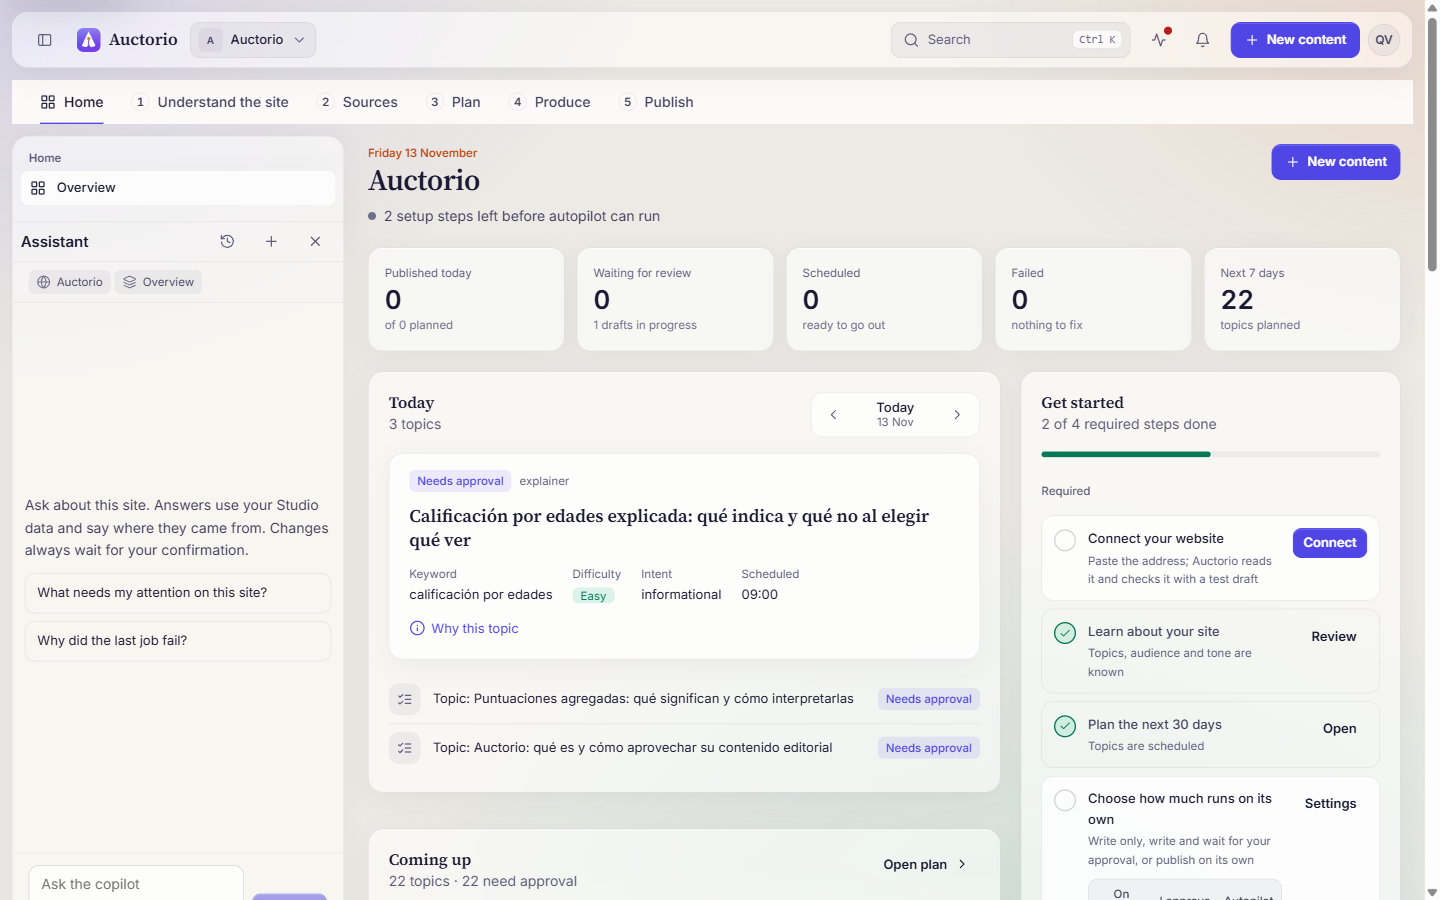 Auctorio
A Auctorio
Search Ctrl K
New content
QV
Home
1 Understand the site
2 Sources
3 Plan
4 Produce
5 Publish
Home
Overview
Assistant
Auctorio
Overview
Ask about this site. Answers use your Studio
data and say where they came from. Changes
always wait for your confirmation.
What needs my attention on this site?
Why did the last job fail?
Ask the copilot
Friday 13 November
Auctorio
2 setup steps left before autopilot can run
New content
Published today
0
of 0 planned
Waiting for review
0
1 drafts in progress
Scheduled
0
ready to go out
Failed
0
nothing to fix
Next 7 days
22
topics planned
Today
3 topics
Today
13 Nov
Needs approval explainer
Calificación por edades explicada: qué indica y qué no al elegir
qué ver
Keyword
calificación por edades
Difficulty
Easy
Intent
informational
Scheduled
09:00
Why this topic
Topic: Puntuaciones agregadas: qué significan y cómo interpretarlas
Needs approval
Topic: Auctorio: qué es y cómo aprovechar su contenido editorial
Needs approval
Coming up
22 topics · 22 need approval
Open plan
Get started
2 of 4 required steps done
Required
Connect your website
Paste the address; Auctorio reads
it and checks it with a test draft
Connect
Learn about your site
Topics, audience and tone are
known
Review
Plan the next 30 days
Topics are scheduled
Open
Choose how much runs on its
own
Write only, write and wait for your
approval, or publish on its own
Settings
On